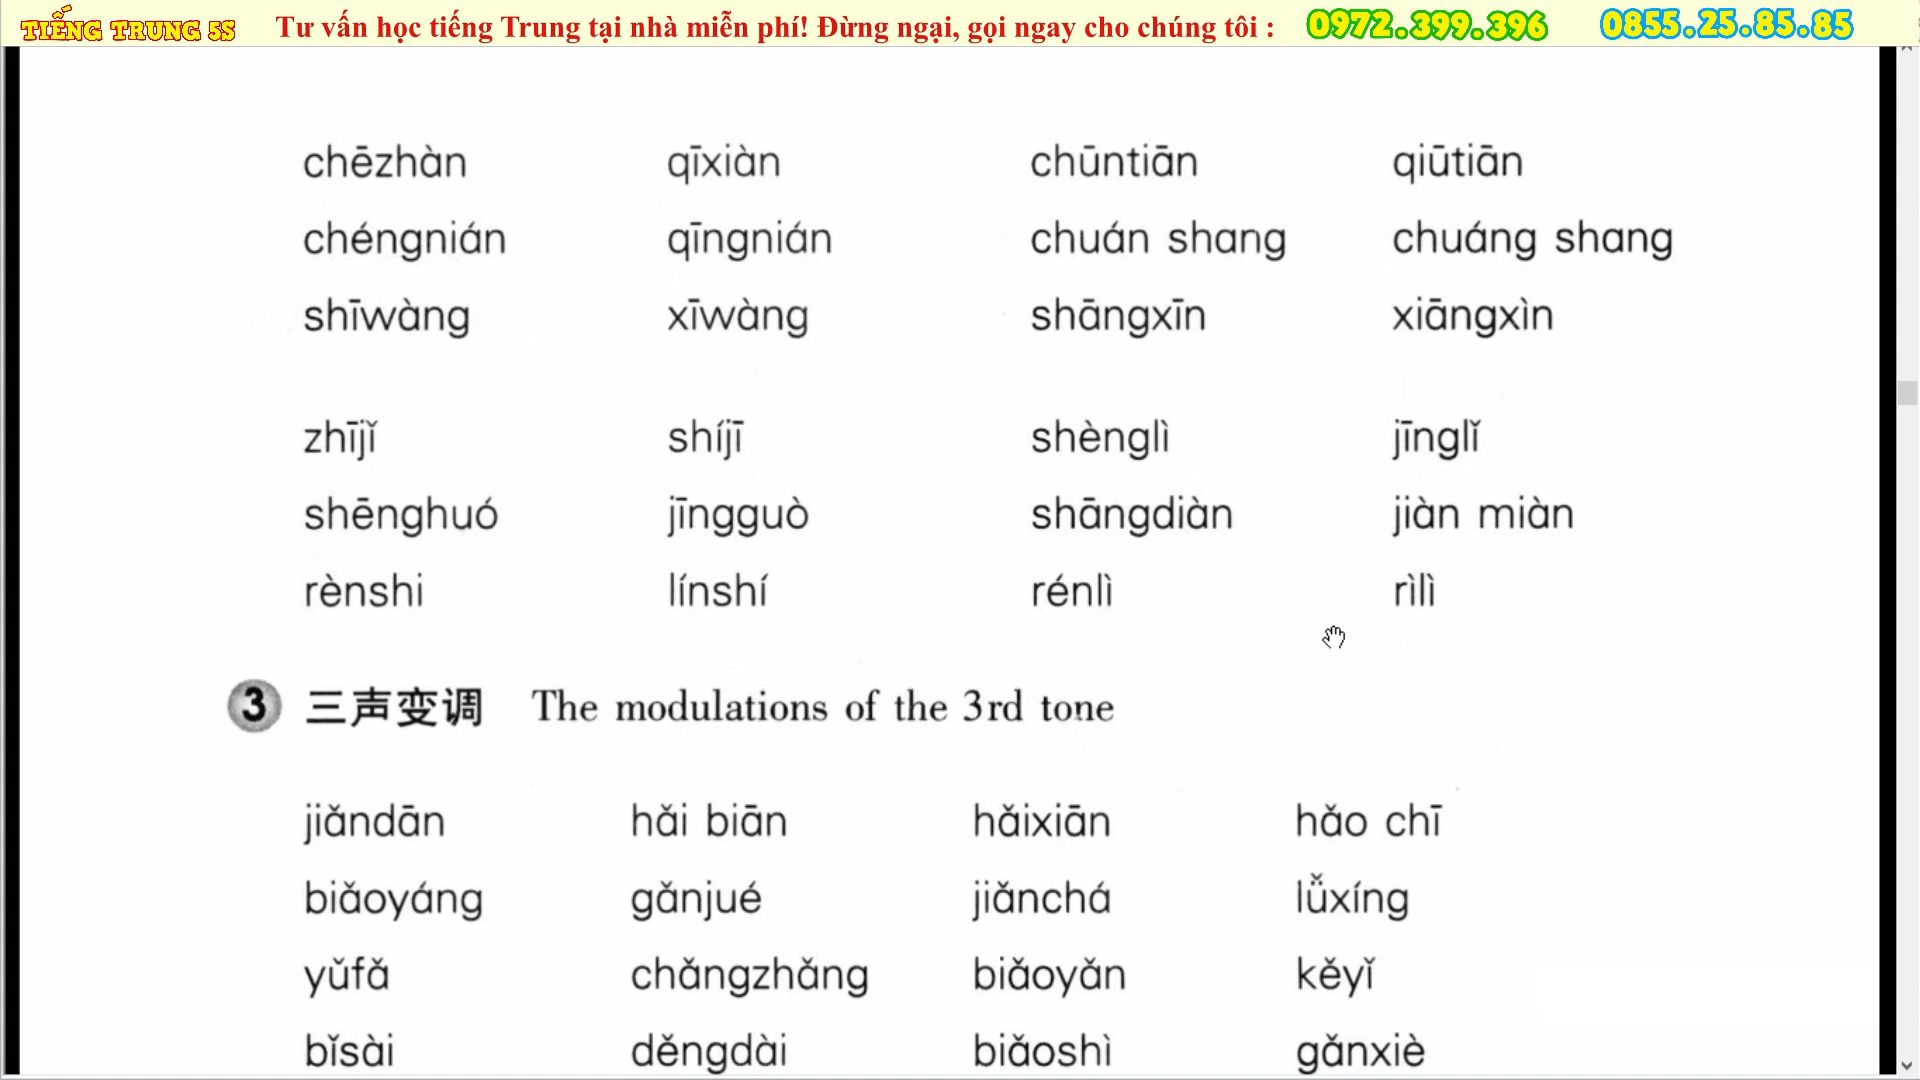 TIẾNG TRUNG 5S Tư vấn học tiếng Trung tại nhà miễn phí! Đừng ngại, gọi ngay cho chúng tôi : 0972.399.396 0855.25.85.85
chēzhàn qīxiàn chūntiān qiūtiān
chéngnián qīngnián chuán shang chuáng shang
shīwàng xīwàng shāngxīn xiāngxìn
zhījǐ shíjī shènglì jīnglǐ
shēnghuó jīngguò shāngdiàn jiàn miàn
rènshi línshí rénlì rìlì
3 三声变调 The modulations of the 3rd tone
jiǎndān hǎi biān hǎixiān hǎo chī
biǎoyáng gǎnjué jiǎnchá lǚxíng
yǔfǎ chǎngzhǎng biǎoyǎn kěyǐ
bǐsài děngdài biǎoshì gǎnxiè